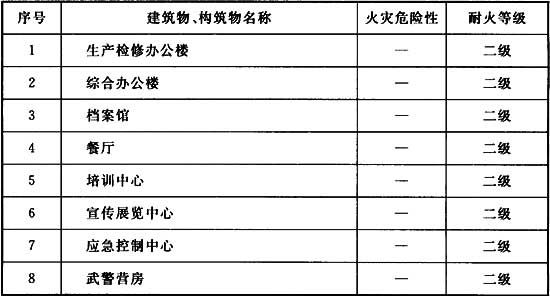 序号 建筑物、构筑物名称 火灾危险性 耐火等级
1 生产检修办公楼 — 二级
2 综合办公楼 — 二级
3 档案馆 — 二级
4 餐厅 — 二级
5 培训中心 — 二级
6 宣传展览中心 — 二级
7 应急控制中心 — 二级
8 武警营房 — 二级